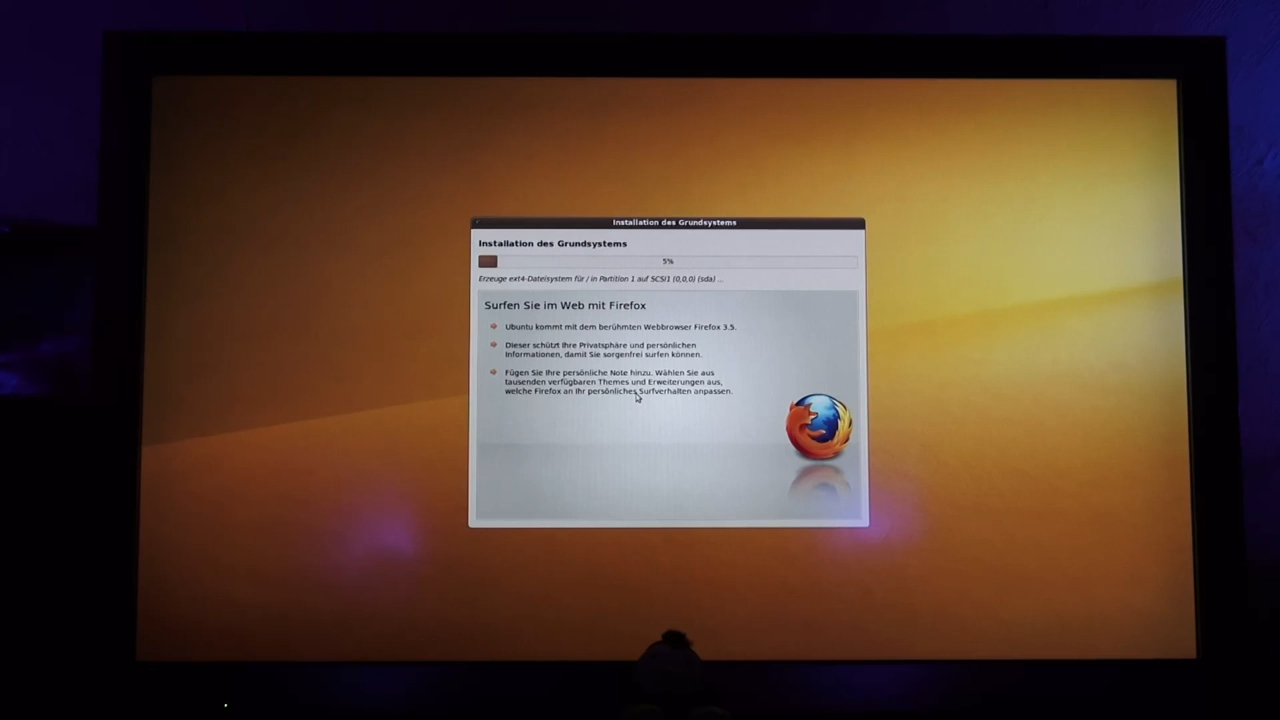 Installation des Grundsystems
Installation des Grundsystems
5%
Erzeuge ext4-Dateisystem für / in Partition 1 auf SCSI1 (0,0,0) (sda) ...
Surfen Sie im Web mit Firefox
Ubuntu kommt mit dem berühmten Webbrowser Firefox 3.5.
Dieser schützt Ihre Privatsphäre und persönlichen
Informationen, damit Sie sorgenfrei surfen können.
Fügen Sie Ihre persönliche Note hinzu. Wählen Sie aus
tausenden verfügbaren Themes und Erweiterungen aus,
welche Firefox an Ihr persönliches Surfverhalten anpassen.